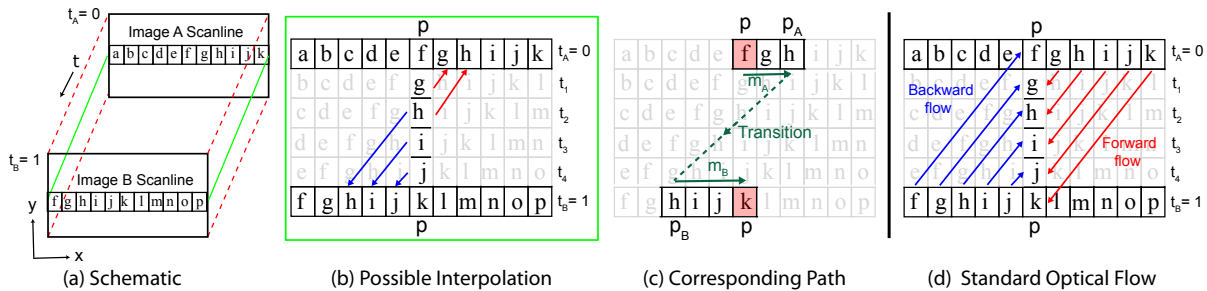 t_A = 0
Image A Scanline
a b c d e f g h i j k
t
t_B = 1
Image B Scanline
f g h i j k l m n o p
y
x
(a) Schematic
p
a b c d e f g h i j k t_A = 0
b c d e f g h i j k l t_1
c d e f g h i j k l m t_2
d e f g h i j k l m n t_3
e f g h i j k l m n o t_4
f g h i j k l m n o p t_B = 1
p
(b) Possible Interpolation
p p_A
a b c d e f g h i j k
b c d e f g h i j k l
m_A
c d e f g h i j k l m
Transition
d e f g h i j k l m n
e f g h i j k l m n o
m_B
f g h i j k l m n o p
p_B p
(c) Corresponding Path
p
a b c d e f g h i j k t_A = 0
b c d e f g h i j k l t_1
Backward flow
c d e f g h i j k l m t_2
d e f g h i j k l m n t_3
Forward flow
e f g h i j k l m n o t_4
f g h i j k l m n o p t_B = 1
p
(d) Standard Optical Flow